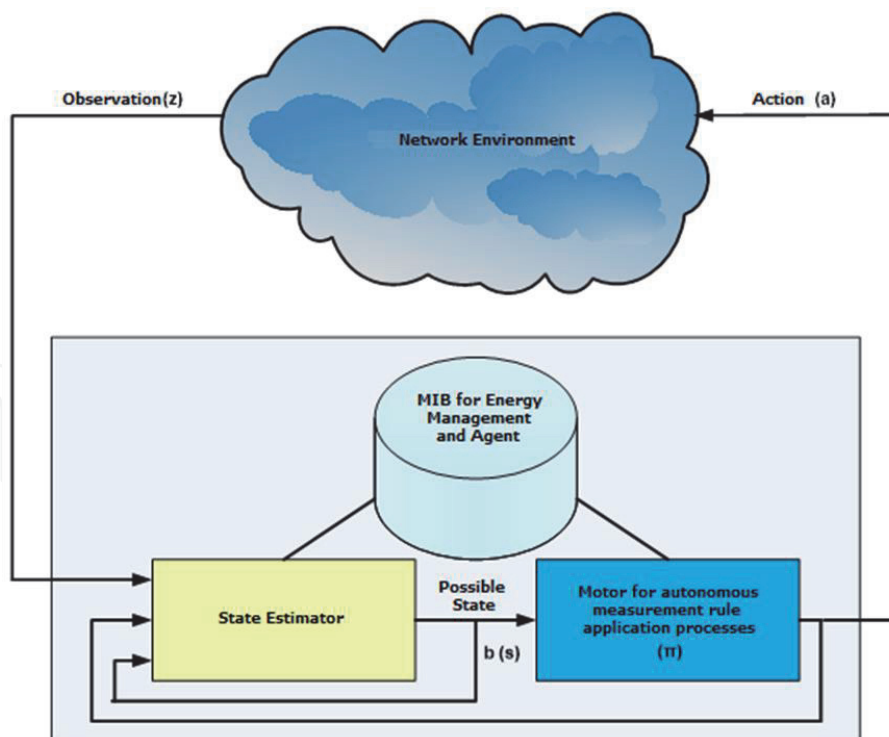 Observation(z)
Action (a)
Network Environment
MIB for Energy
Management
and Agent
State Estimator
Possible
State
b (s)
Motor for autonomous
measurement rule
application processes
(π)